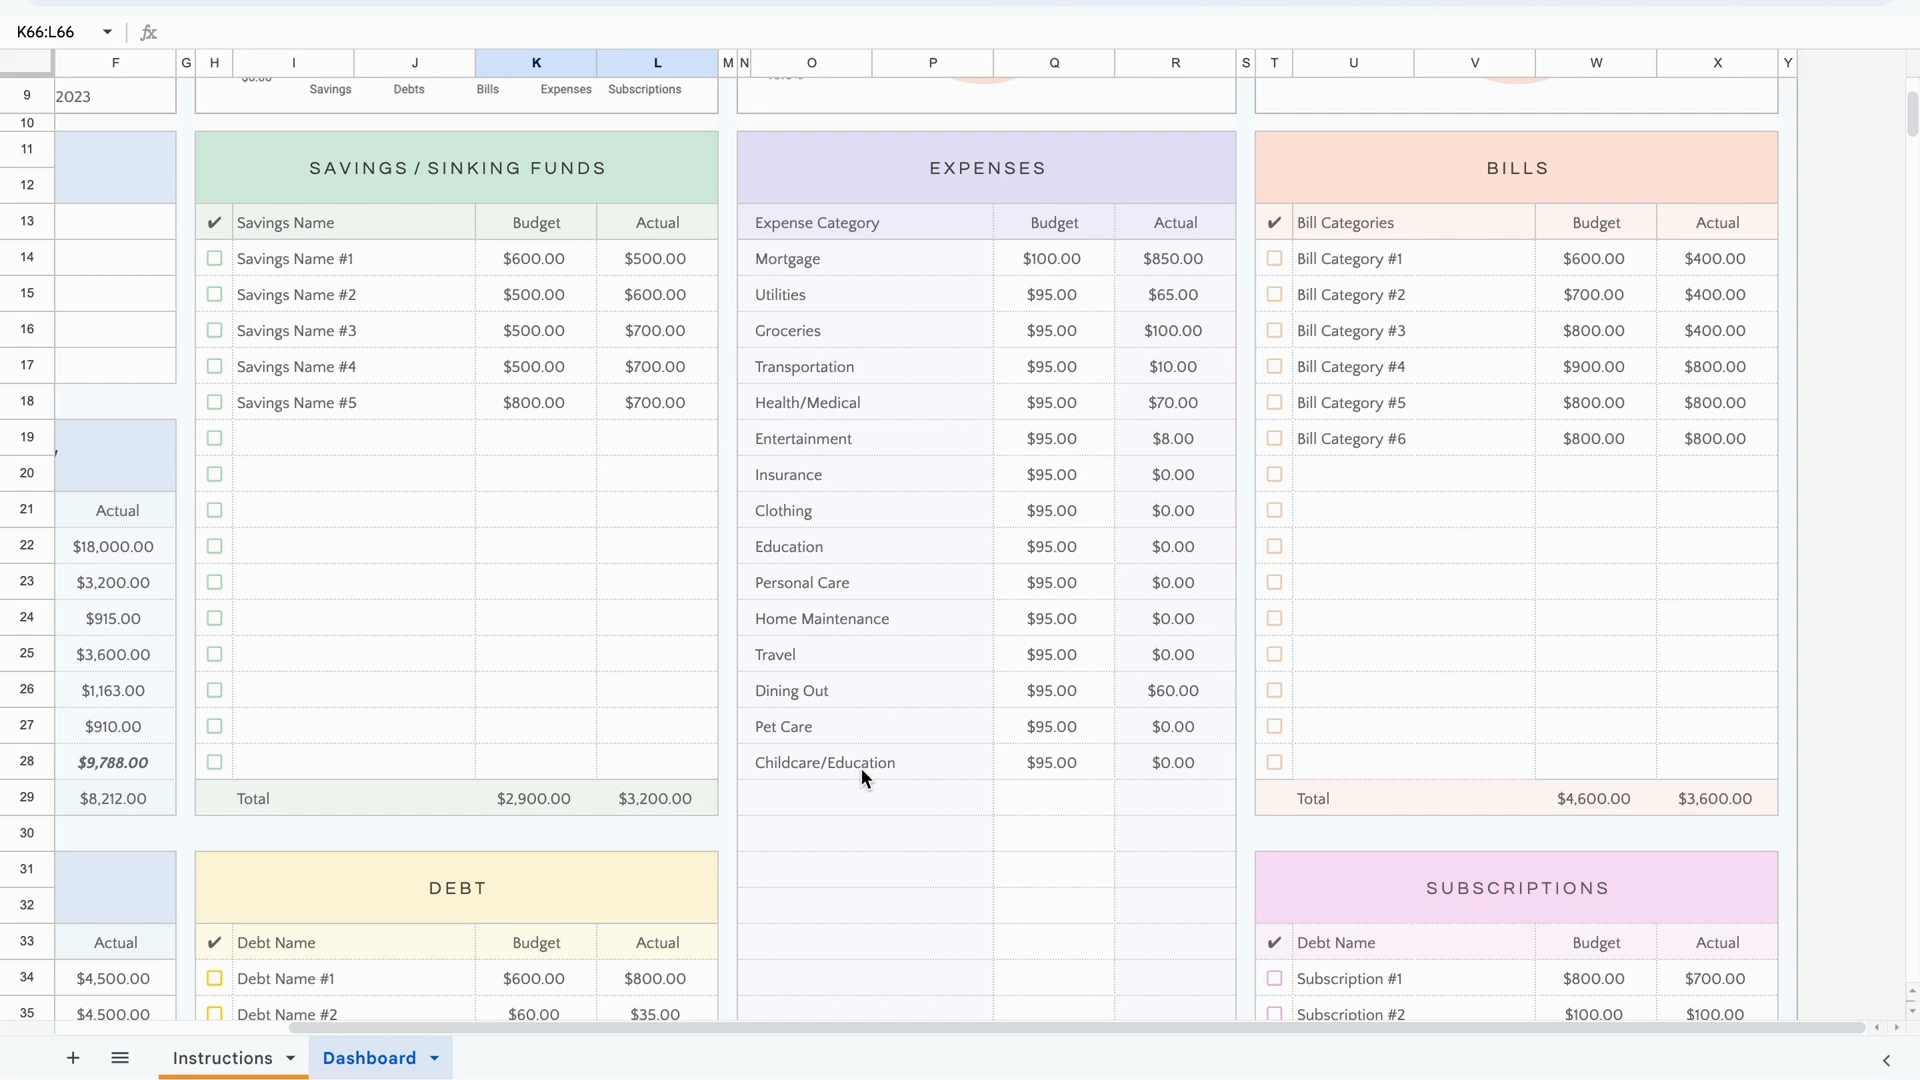 K66:L66
F G H I J K L M N O P Q R S T U V W X Y
9 2023 Savings Debts Bills Expenses Subscriptions
10
11
SAVINGS / SINKING FUNDS EXPENSES BILLS
12
13 ✔ Savings Name Budget Actual Expense Category Budget Actual ✔ Bill Categories Budget Actual
14 Savings Name #1 $600.00 $500.00 Mortgage $100.00 $850.00 Bill Category #1 $600.00 $400.00
15 Savings Name #2 $500.00 $600.00 Utilities $95.00 $65.00 Bill Category #2 $700.00 $400.00
16 Savings Name #3 $500.00 $700.00 Groceries $95.00 $100.00 Bill Category #3 $800.00 $400.00
17 Savings Name #4 $500.00 $700.00 Transportation $95.00 $10.00 Bill Category #4 $900.00 $800.00
18 Savings Name #5 $800.00 $700.00 Health/Medical $95.00 $70.00 Bill Category #5 $800.00 $800.00
19 Entertainment $95.00 $8.00 Bill Category #6 $800.00 $800.00
20 Insurance $95.00 $0.00
21 Actual Clothing $95.00 $0.00
22 $18,000.00 Education $95.00 $0.00
23 $3,200.00 Personal Care $95.00 $0.00
24 $915.00 Home Maintenance $95.00 $0.00
25 $3,600.00 Travel $95.00 $0.00
26 $1,163.00 Dining Out $95.00 $60.00
27 $910.00 Pet Care $95.00 $0.00
28 $9,788.00 Childcare/Education $95.00 $0.00
29 $8,212.00 Total $2,900.00 $3,200.00 Total $4,600.00 $3,600.00
30
31
DEBT SUBSCRIPTIONS
32
33 Actual ✔ Debt Name Budget Actual ✔ Debt Name Budget Actual
34 $4,500.00 Debt Name #1 $600.00 $800.00 Subscription #1 $800.00 $700.00
35 $4,500.00 Debt Name #2 $60.00 $35.00 Subscription #2 $100.00 $100.00
Instructions Dashboard